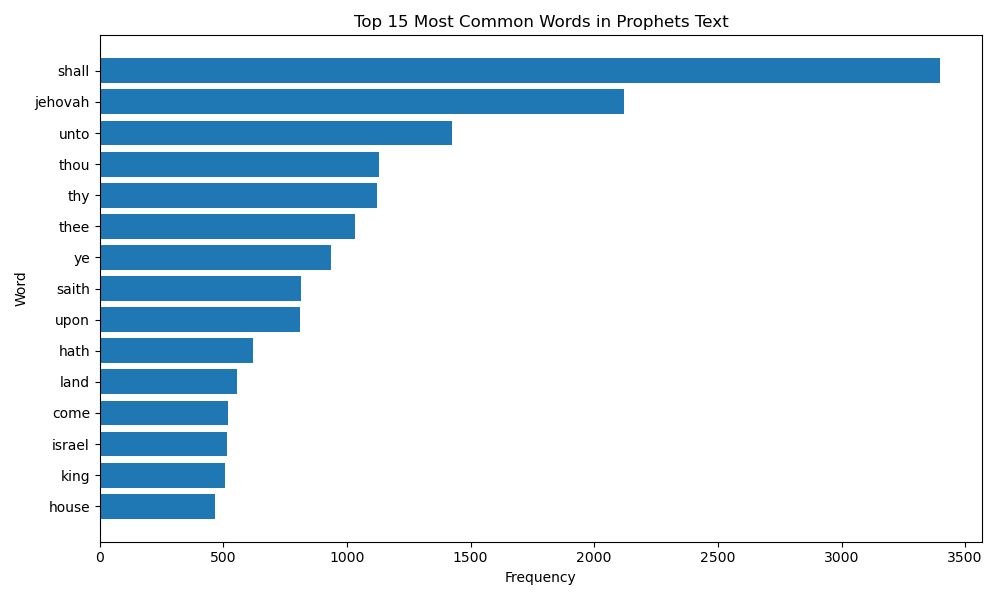 Top 15 Most Common Words in Prophets Text
Word
shall
jehovah
unto
thou
thy
thee
ye
saith
upon
hath
land
come
israel
king
house
0 500 1000 1500 2000 2500 3000 3500
Frequency